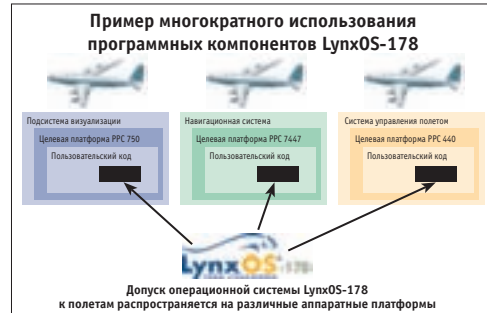 Пример многократного использования
программных компонентов LynxOS-178
Подсистема визуализации
Целевая платформа PPC 750
Пользовательский код
Навигационная система
Целевая платформа PPC 7447
Пользовательский код
Система управления полетом
Целевая платформа PPC 440
Пользовательский код
LynxOS-178
Допуск операционной системы LynxOS-178
к полетам распространяется на различные аппаратные платформы